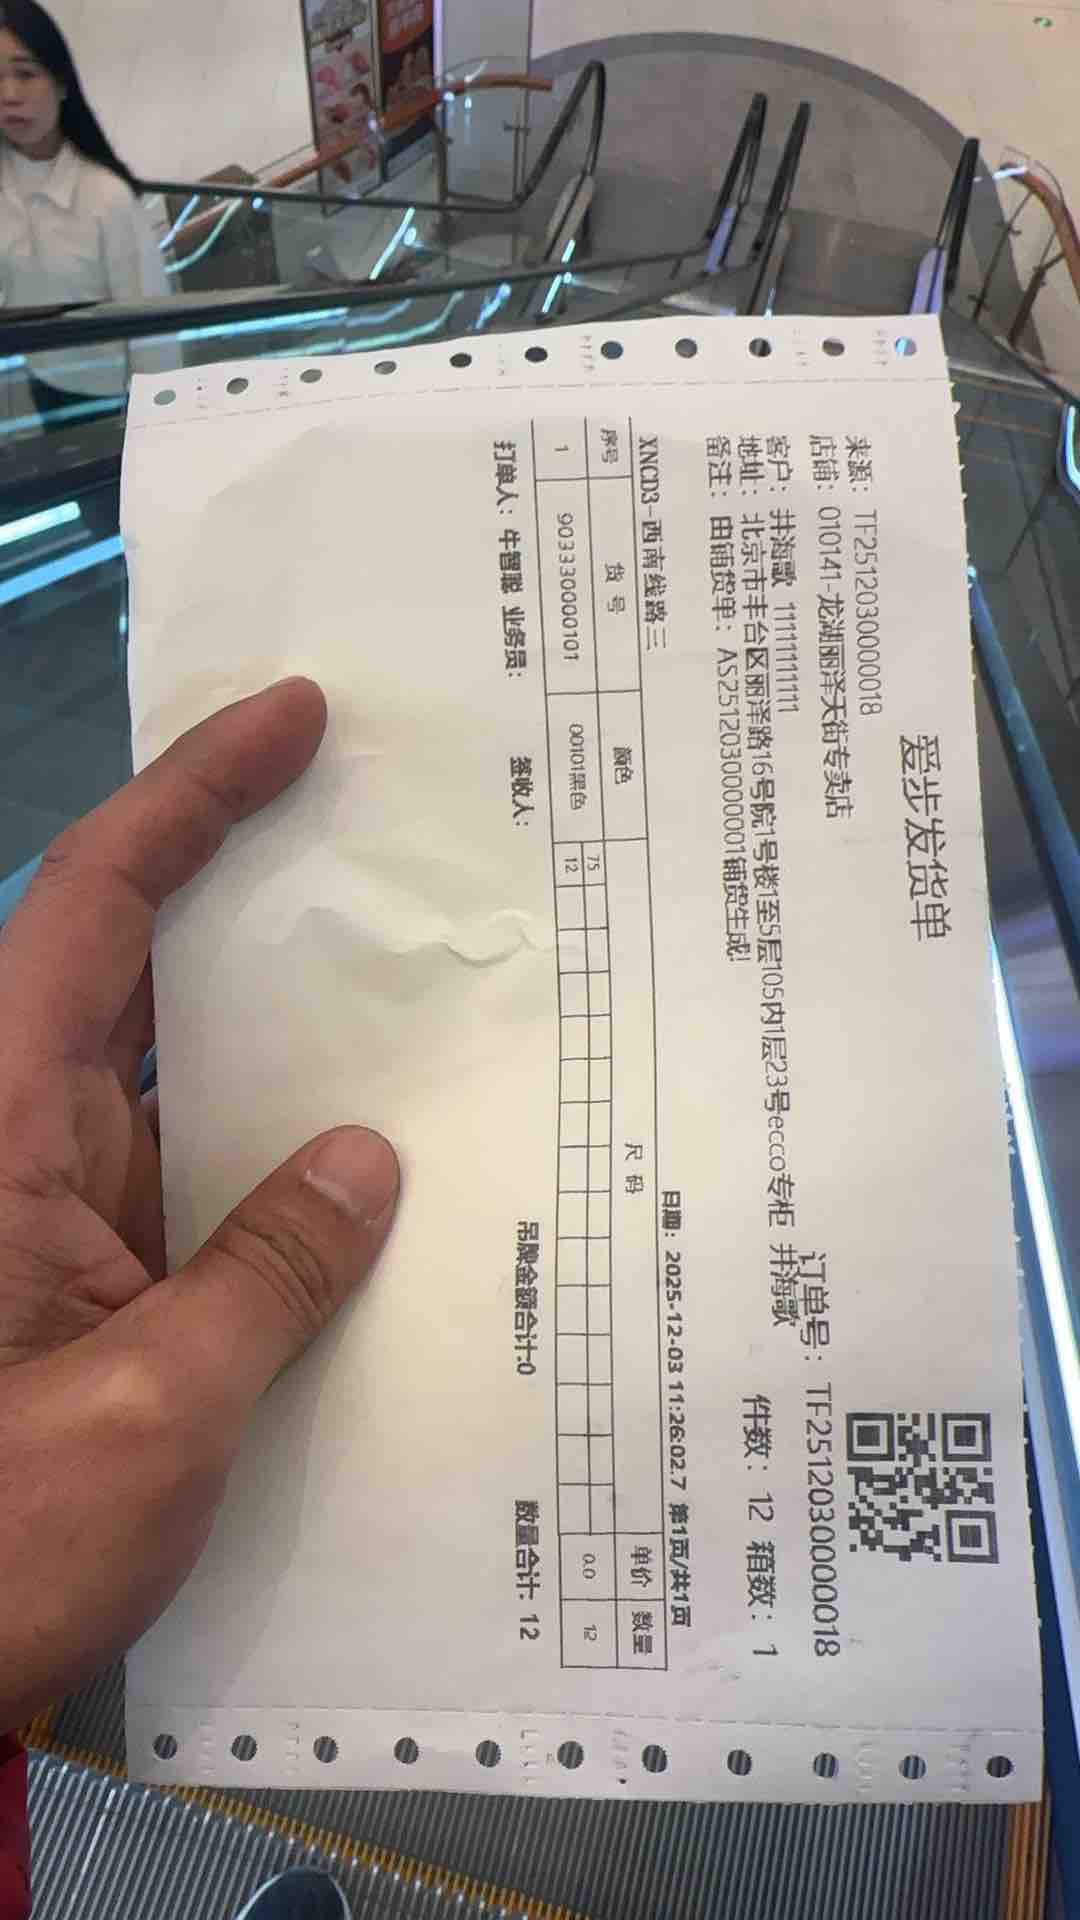 爱步发货单
来源: TF2512030000018
订单号: TF2512030000018
店铺: 010141-龙湖丽泽天街专卖店
客户: 井海歌 1111111111
件数: 12 箱数: 1
地址: 北京市丰台区丽泽路16号院1号楼1至5层105内1层23号ecco专柜 井海歌
备注: 由铺货单: AS2512030000001铺货生成!
XNCD3-西南线路三 日期: 2025-12-03 11:26:02.7 第1页/共1页
序号 货号 颜色 尺码 单价 数量
75
1 903330000101 00101黑色 12 0.0 12
打单人: 牛智聪 业务员: 签收人: 吊牌金额合计:0 数量合计: 12